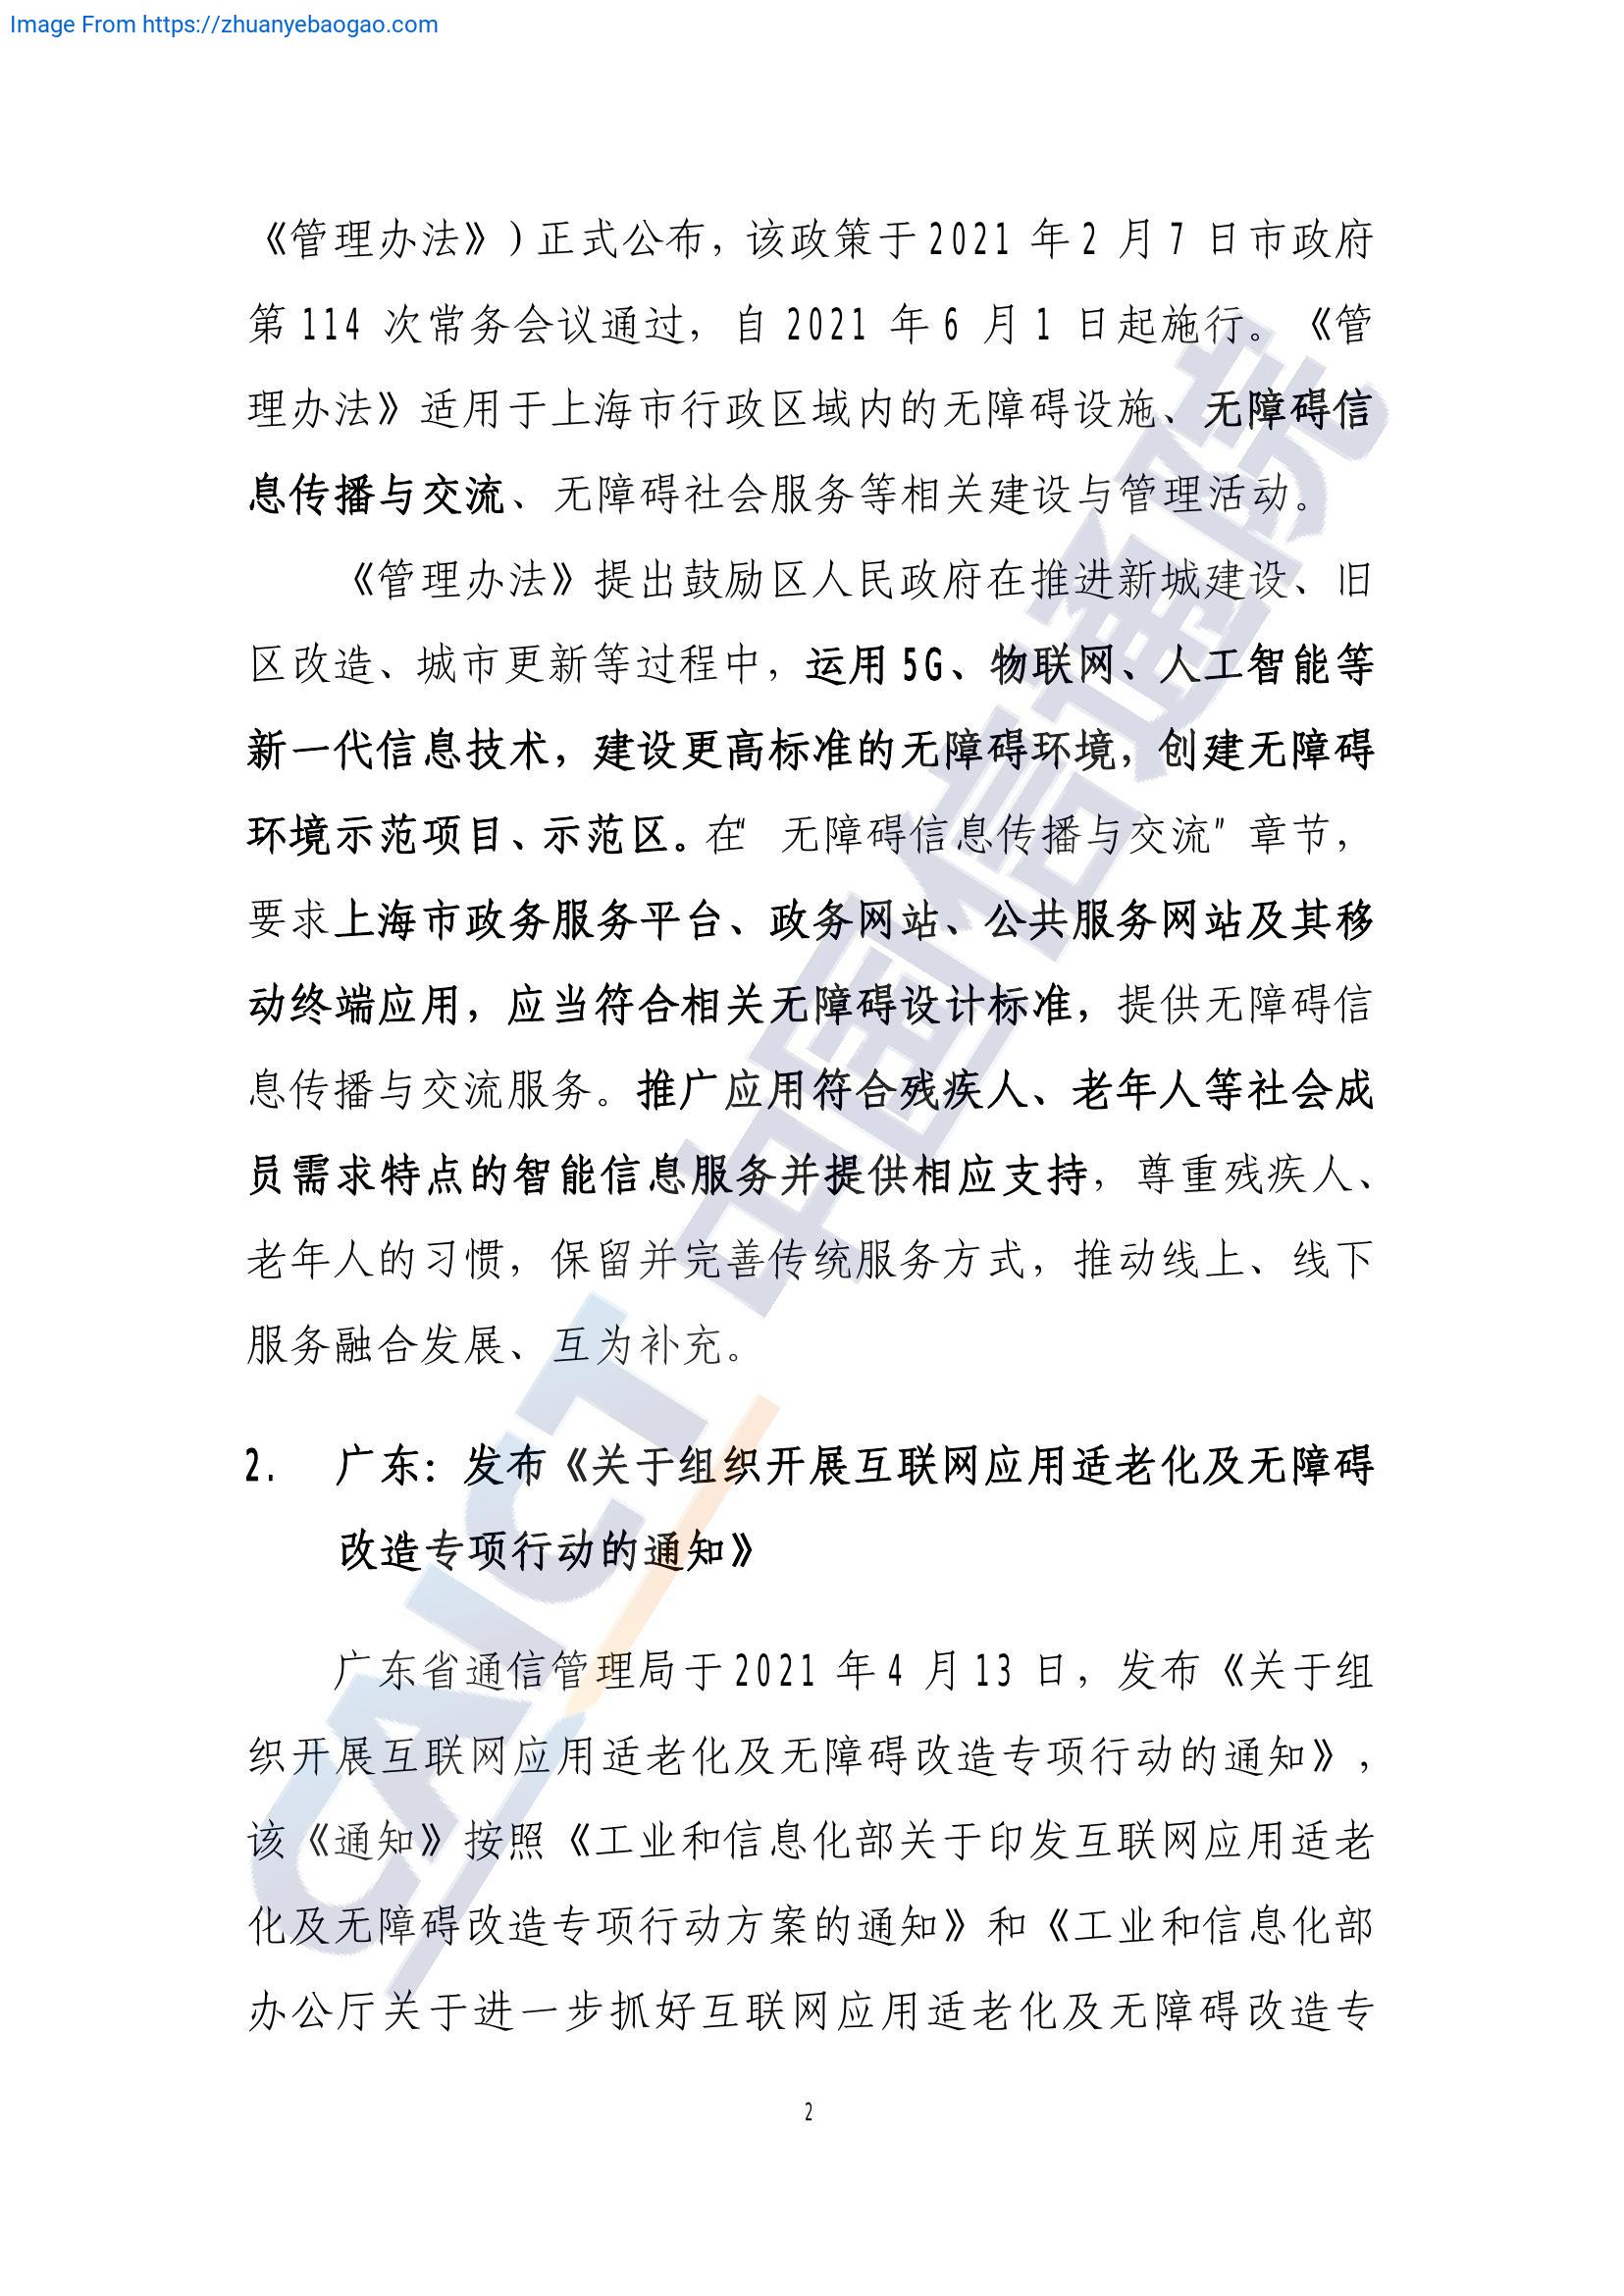 Image From https://zhuanyebaogao.com
《管理办法》）正式公布，该政策于 2021 年 2 月 7 日市政府
第 114 次常务会议通过，自 2021 年 6 月 1 日起施行。《管
理办法》适用于上海市行政区域内的无障碍设施、无障碍信
息传播与交流、无障碍社会服务等相关建设与管理活动。
《管理办法》提出鼓励区人民政府在推进新城建设、旧
区改造、城市更新等过程中，运用 5G、物联网、人工智能等
新一代信息技术，建设更高标准的无障碍环境，创建无障碍
环境示范项目、示范区。在“无障碍信息传播与交流”章节，
要求上海市政务服务平台、政务网站、公共服务网站及其移
动终端应用，应当符合相关无障碍设计标准，提供无障碍信
息传播与交流服务。推广应用符合残疾人、老年人等社会成
员需求特点的智能信息服务并提供相应支持，尊重残疾人、
老年人的习惯，保留并完善传统服务方式，推动线上、线下
服务融合发展、互为补充。
2. 广东：发布《关于组织开展互联网应用适老化及无障碍
改造专项行动的通知》
广东省通信管理局于 2021 年 4 月 13 日，发布《关于组
织开展互联网应用适老化及无障碍改造专项行动的通知》，
该《通知》按照《工业和信息化部关于印发互联网应用适老
化及无障碍改造专项行动方案的通知》和《工业和信息化部
办公厅关于进一步抓好互联网应用适老化及无障碍改造专
2
CAICT 中国信通院